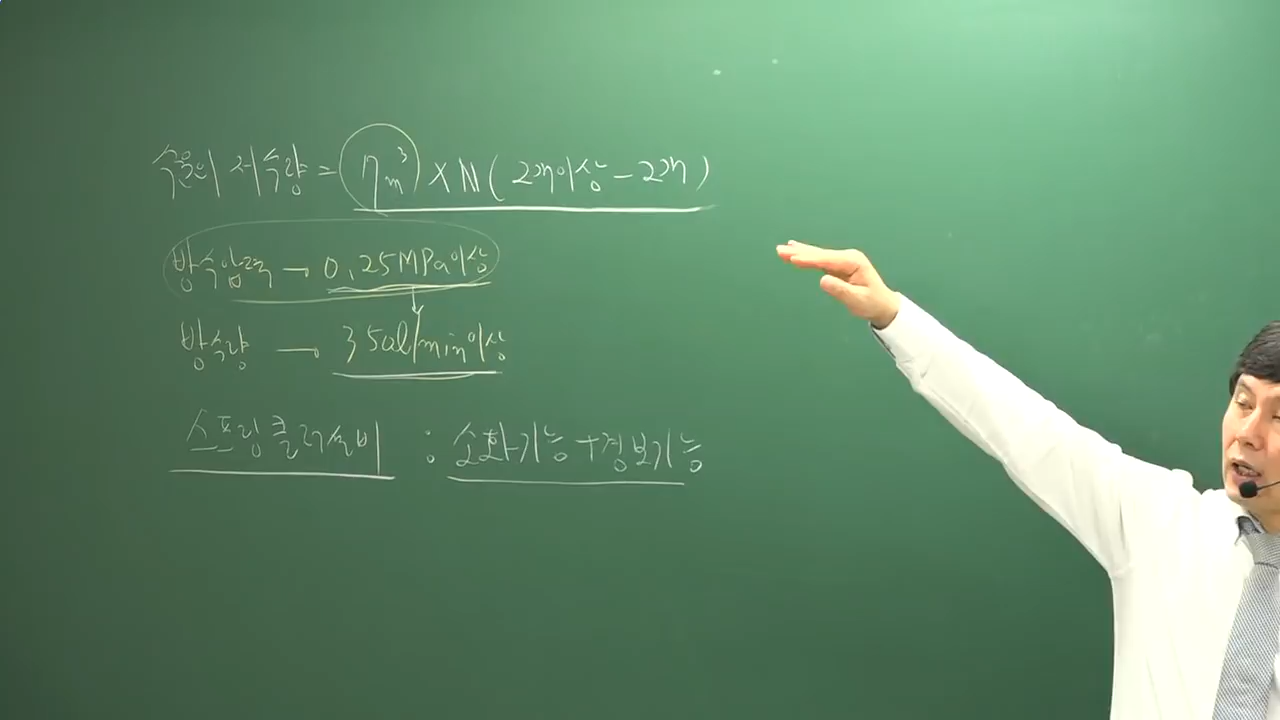 수원의 저수량 = 7m³ X N ( 2개이상 - 2개 )
방수압력 → 0.25MPa이상
방수량 → 350l/min이상
스프링클러설비 : 소화기능+경보기능